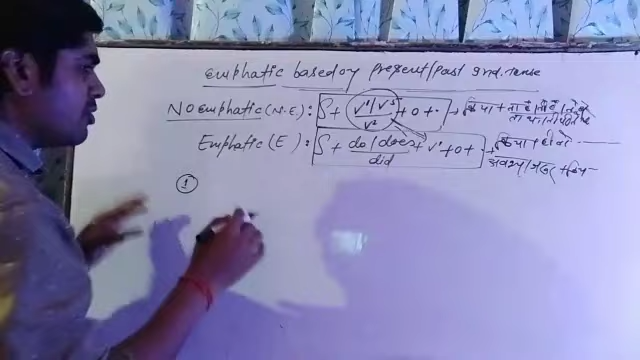 Emphatic based on present/past ind. tense
No Emphatic (N.E) : S + V¹/V⁵ / V² + O + . → क्रिया + ता है/ती है/ते है
ता था/ती थी/ते थे
Emphatic (E) : S + do/does / did + V¹ + O + . → क्रिया + ही
अवश्य/जरूर + क्रि
①